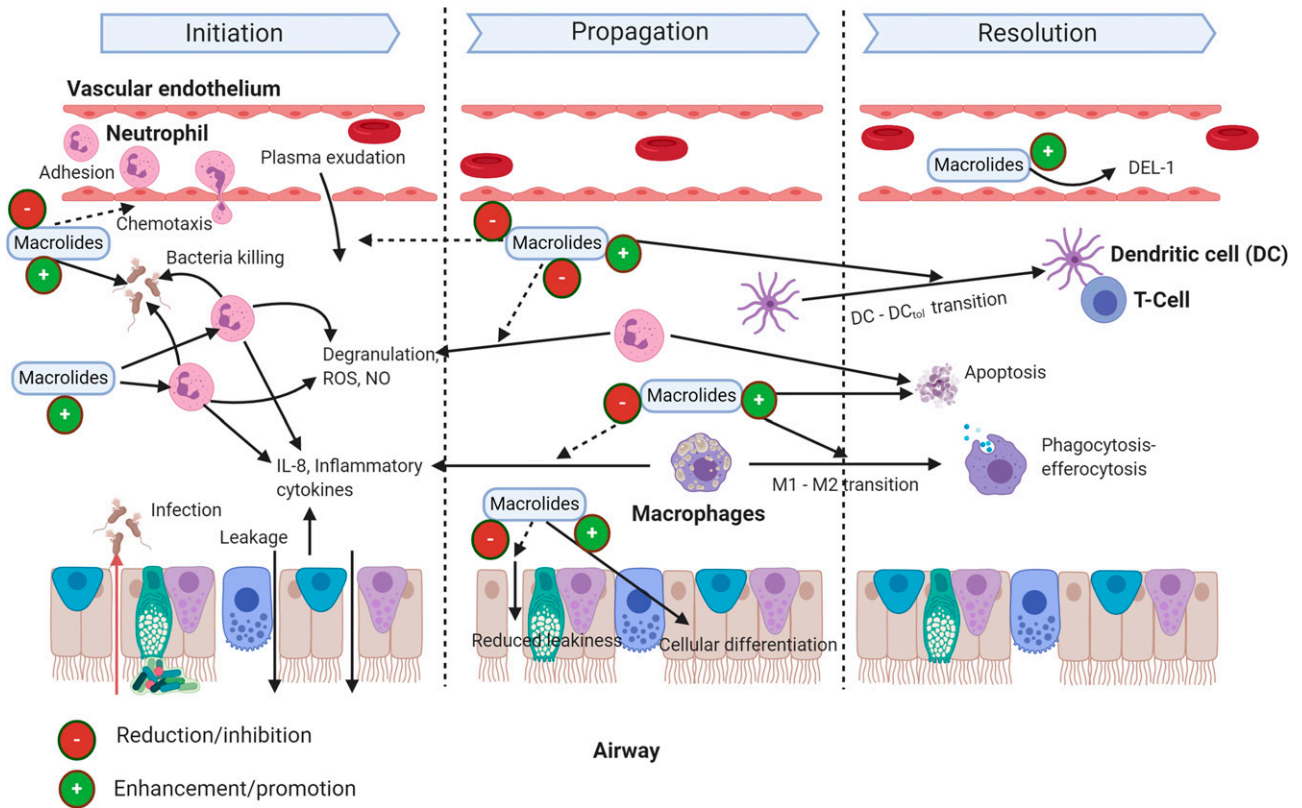 Initiation
Propagation
Resolution
Vascular endothelium
Neutrophil
Adhesion
Plasma exudation
Chemotaxis
-
Macrolides
+
Bacteria killing
Macrolides
+
Degranulation,
ROS, NO
IL-8, Inflammatory
cytokines
Infection
Leakage
-
Macrolides
+
-
-
Macrolides
+
Macrophages
Macrolides
-
+
Reduced leakiness
Cellular differentiation
Macrolides
+
DEL-1
Dendritic cell (DC)
T-Cell
DC - DCtol transition
Apoptosis
Phagocytosis-
efferocytosis
M1 - M2 transition
-
Reduction/inhibition
+
Enhancement/promotion
Airway